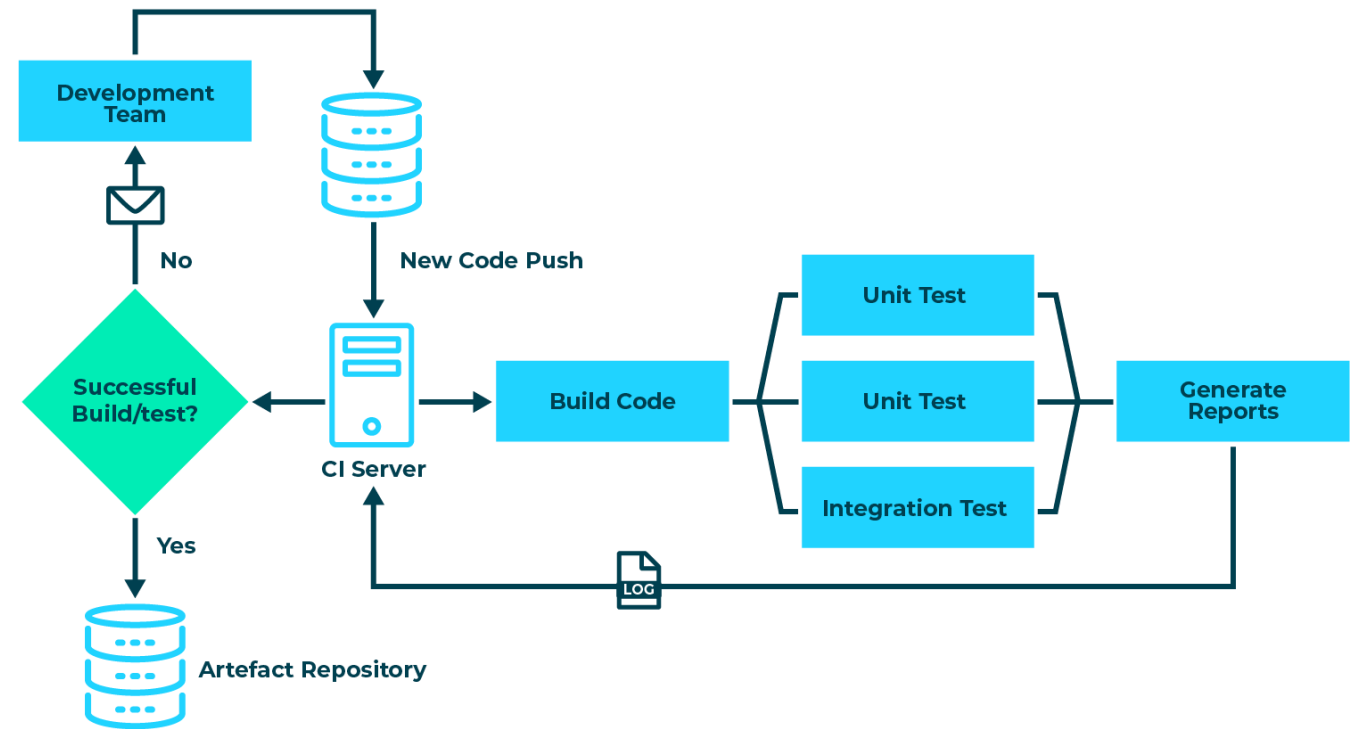 Development
Team
No
New Code Push
Successful
Build/test?
CI Server
Build Code
Unit Test
Unit Test
Integration Test
Generate
Reports
LOG
Yes
Artefact Repository